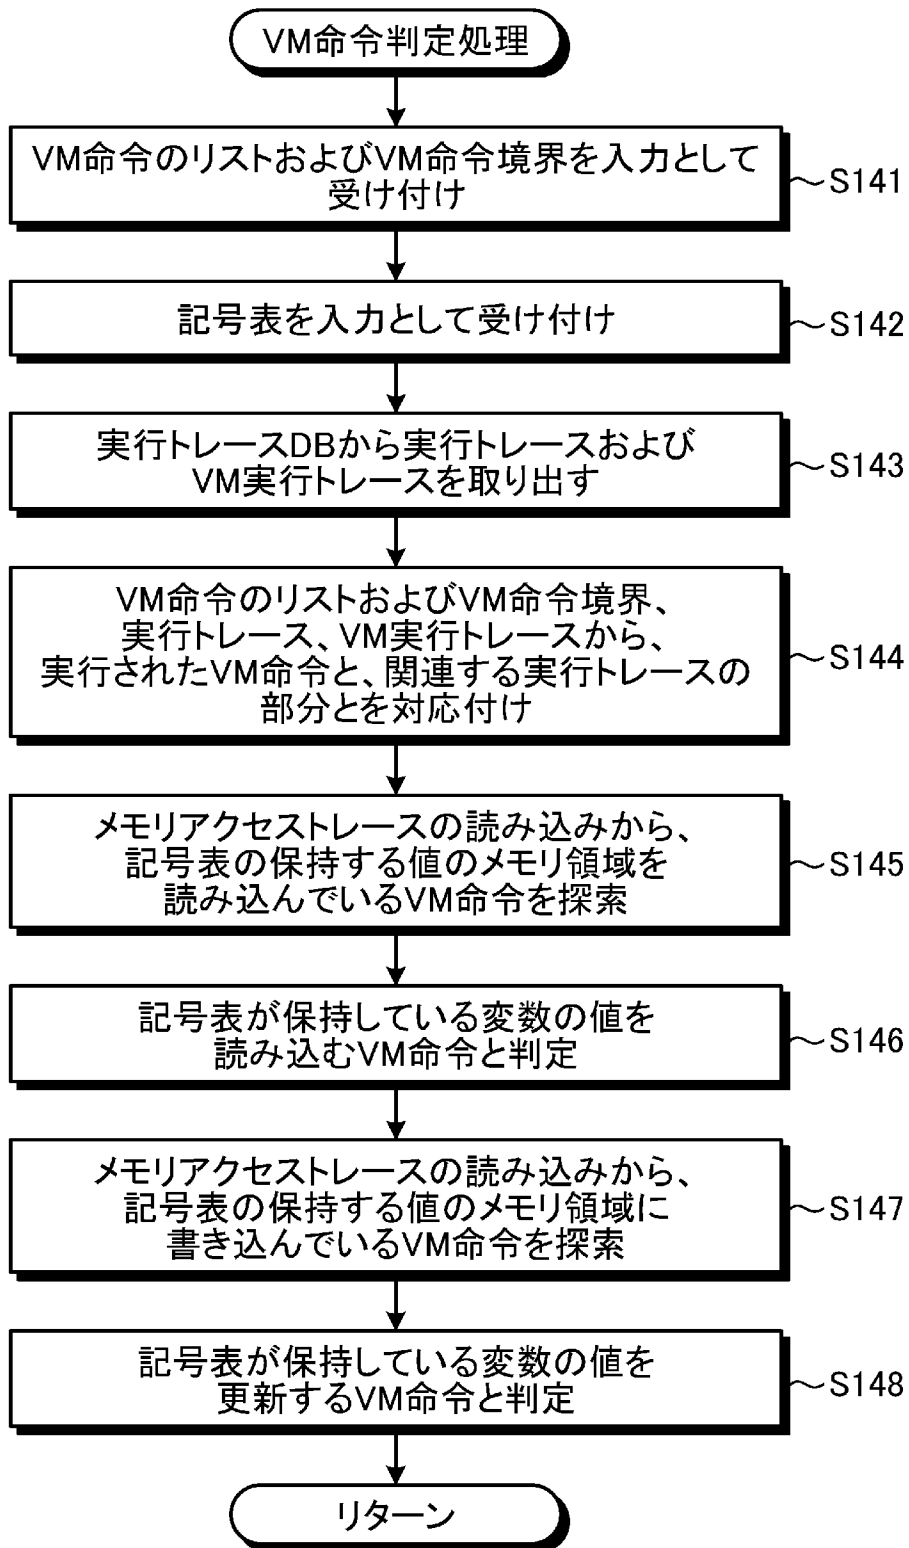 VM命令判定処理
VM命令のリストおよびVM命令境界を入力として
受け付け
S141
記号表を入力として受け付け
S142
実行トレースDBから実行トレースおよび
VM実行トレースを取り出す
S143
VM命令のリストおよびVM命令境界、
実行トレース、VM実行トレースから、
実行されたVM命令と、関連する実行トレースの
部分とを対応付け
S144
メモリアクセストレースの読み込みから、
記号表の保持する値のメモリ領域を
読み込んでいるVM命令を探索
S145
記号表が保持している変数の値を
読み込むVM命令と判定
S146
メモリアクセストレースの読み込みから、
記号表の保持する値のメモリ領域に
書き込んでいるVM命令を探索
S147
記号表が保持している変数の値を
更新するVM命令と判定
S148
リターン